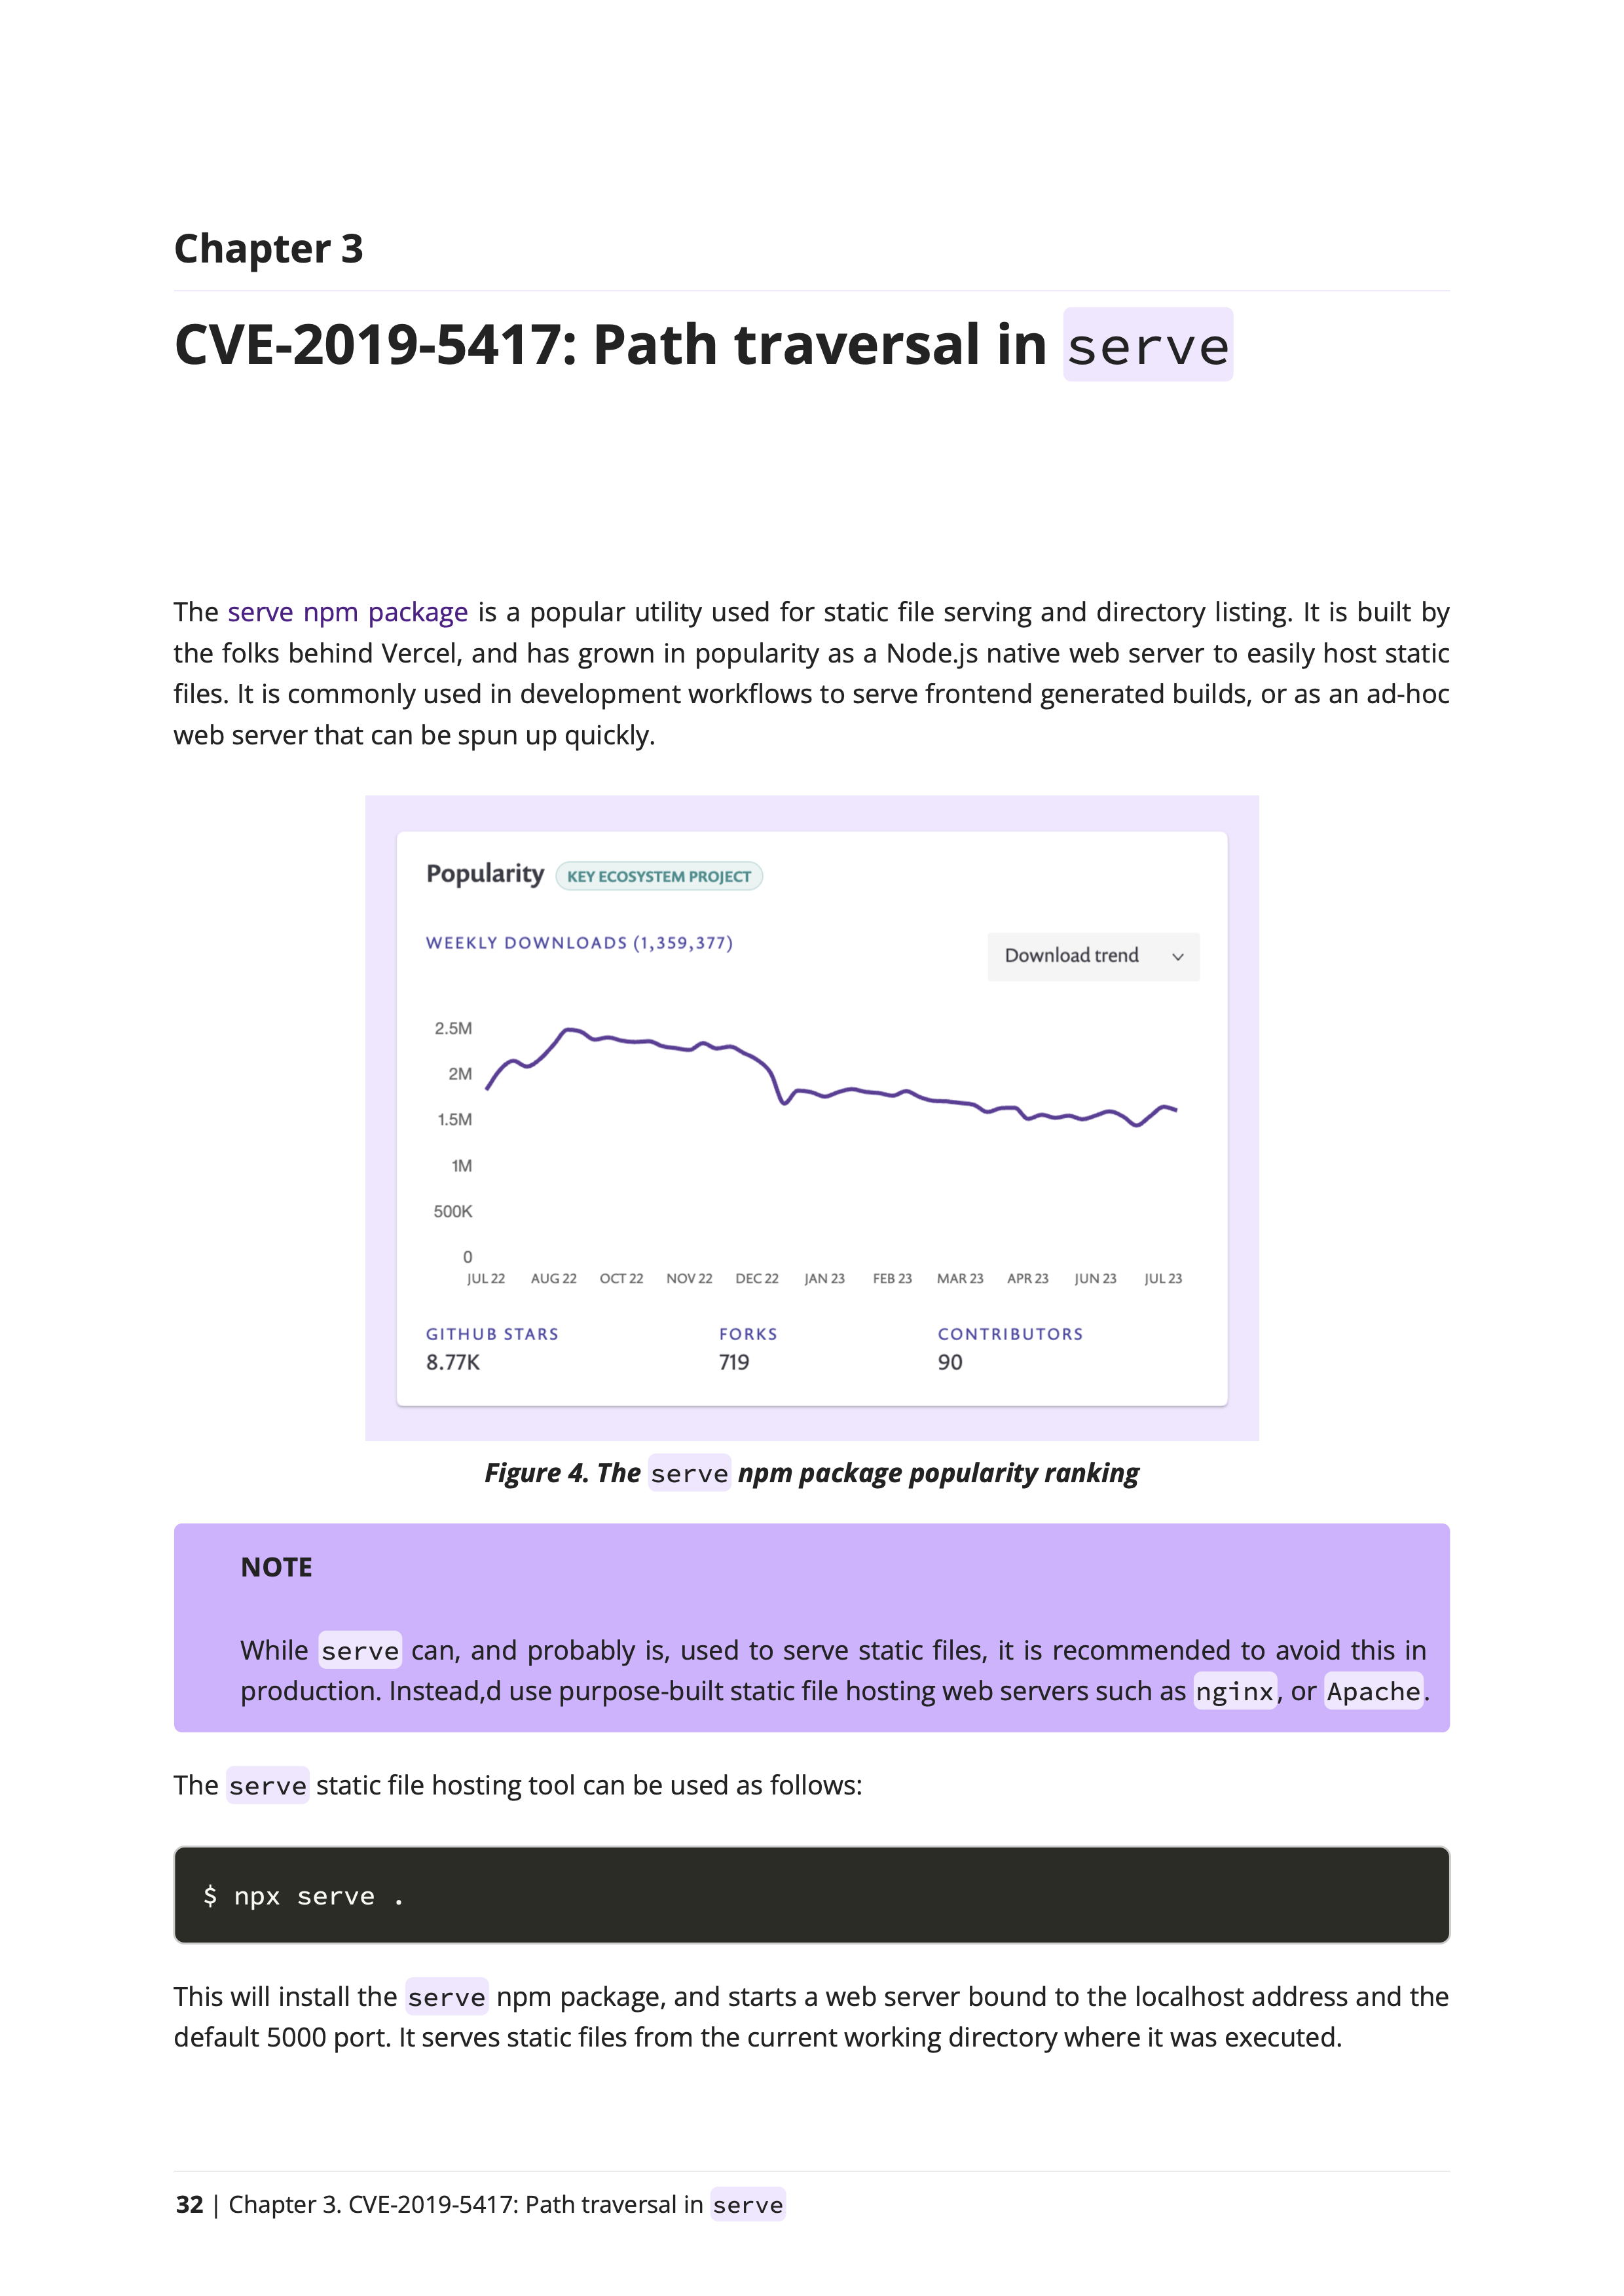 Chapter 3
CVE-2019-5417: Path traversal in serve
The serve npm package is a popular utility used for static file serving and directory listing. It is built by
the folks behind Vercel, and has grown in popularity as a Node.js native web server to easily host static
files. It is commonly used in development workflows to serve frontend generated builds, or as an ad-hoc
web server that can be spun up quickly.
Popularity KEY ECOSYSTEM PROJECT
WEEKLY DOWNLOADS (1,359,377)
Download trend
2.5M
2M
1.5M
1M
500K
0
JUL 22 AUG 22 OCT 22 NOV 22 DEC 22 JAN 23 FEB 23 MAR 23 APR 23 JUN 23 JUL 23
GITHUB STARS FORKS CONTRIBUTORS
8.77K 719 90
Figure 4. The serve npm package popularity ranking
NOTE
While serve can, and probably is, used to serve static files, it is recommended to avoid this in
production. Instead,d use purpose-built static file hosting web servers such as nginx, or Apache.
The serve static file hosting tool can be used as follows:
$ npx serve .
This will install the serve npm package, and starts a web server bound to the localhost address and the
default 5000 port. It serves static files from the current working directory where it was executed.
32 | Chapter 3. CVE-2019-5417: Path traversal in serve